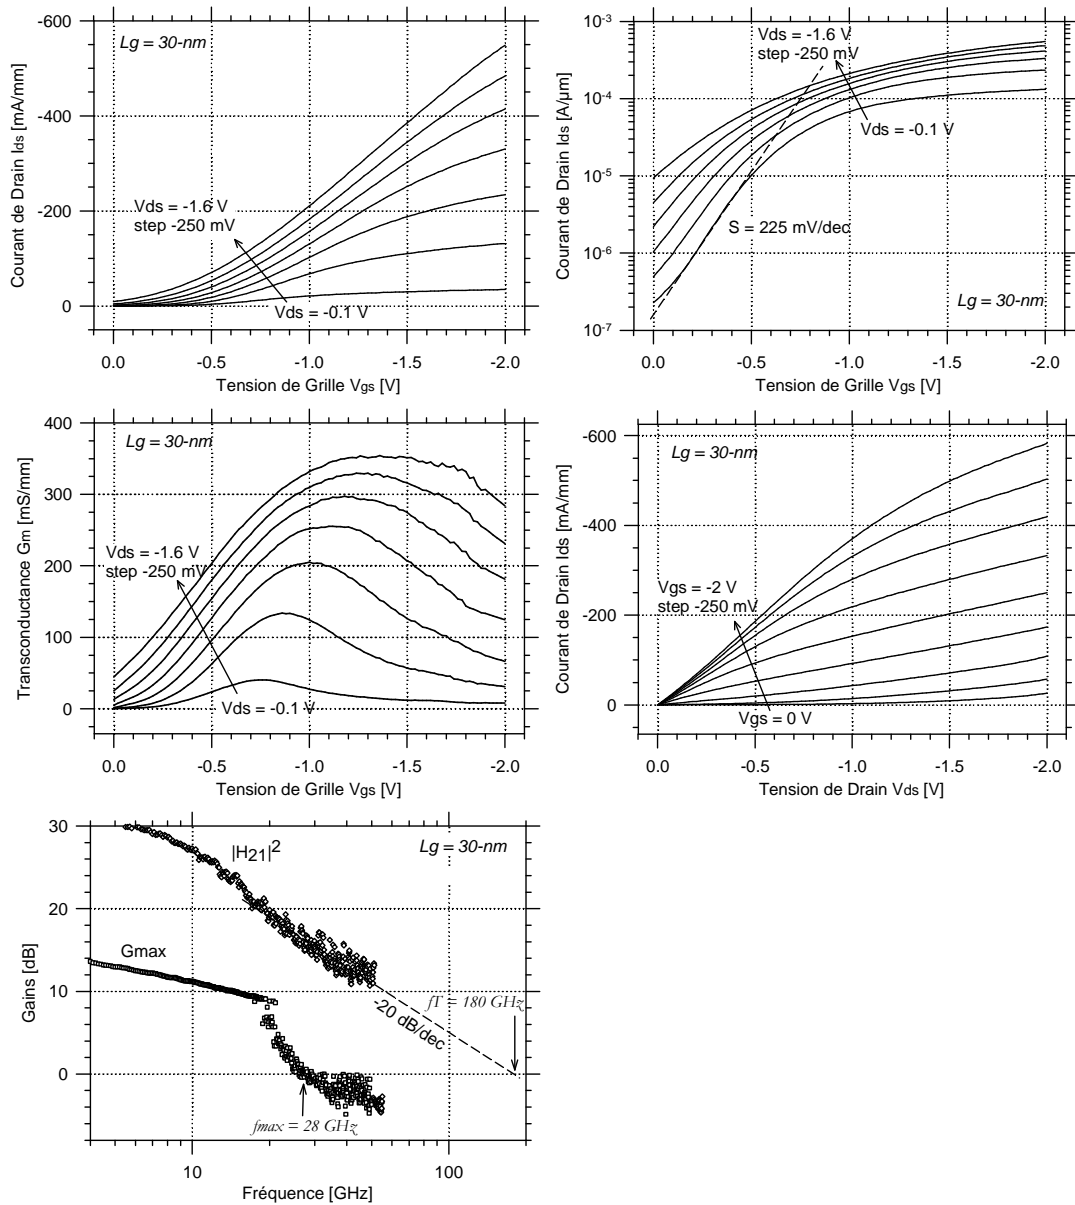 -600
-400
-200
0
Courant de Drain Ids [mA/mm]
Lg = 30-nm
Vds = -1.6 V
step -250 mV
Vds = -0.1 V
0.0 -0.5 -1.0 -1.5 -2.0
Tension de Grille Vgs [V]
10-3
10-4
10-5
10-6
10-7
Courant de Drain Ids [A/µm]
Vds = -1.6 V
step -250 mV
Vds = -0.1 V
S = 225 mV/dec
Lg = 30-nm
0.0 -0.5 -1.0 -1.5 -2.0
Tension de Grille Vgs [V]
400
300
200
100
0
Transconductance Gm [mS/mm]
Lg = 30-nm
Vds = -1.6 V
step -250 mV
Vds = -0.1 V
0.0 -0.5 -1.0 -1.5 -2.0
Tension de Grille Vgs [V]
-600
-400
-200
0
Courant de Drain Ids [mA/mm]
Lg = 30-nm
Vgs = -2 V
step -250 mV
Vgs = 0 V
0.0 -0.5 -1.0 -1.5 -2.0
Tension de Drain Vds [V]
30
20
10
0
Gains [dB]
|H21|2
Lg = 30-nm
Gmax
fT = 180 GHz
-20 dB/dec
fmax = 28 GHz
10 100
Fréquence [GHz]